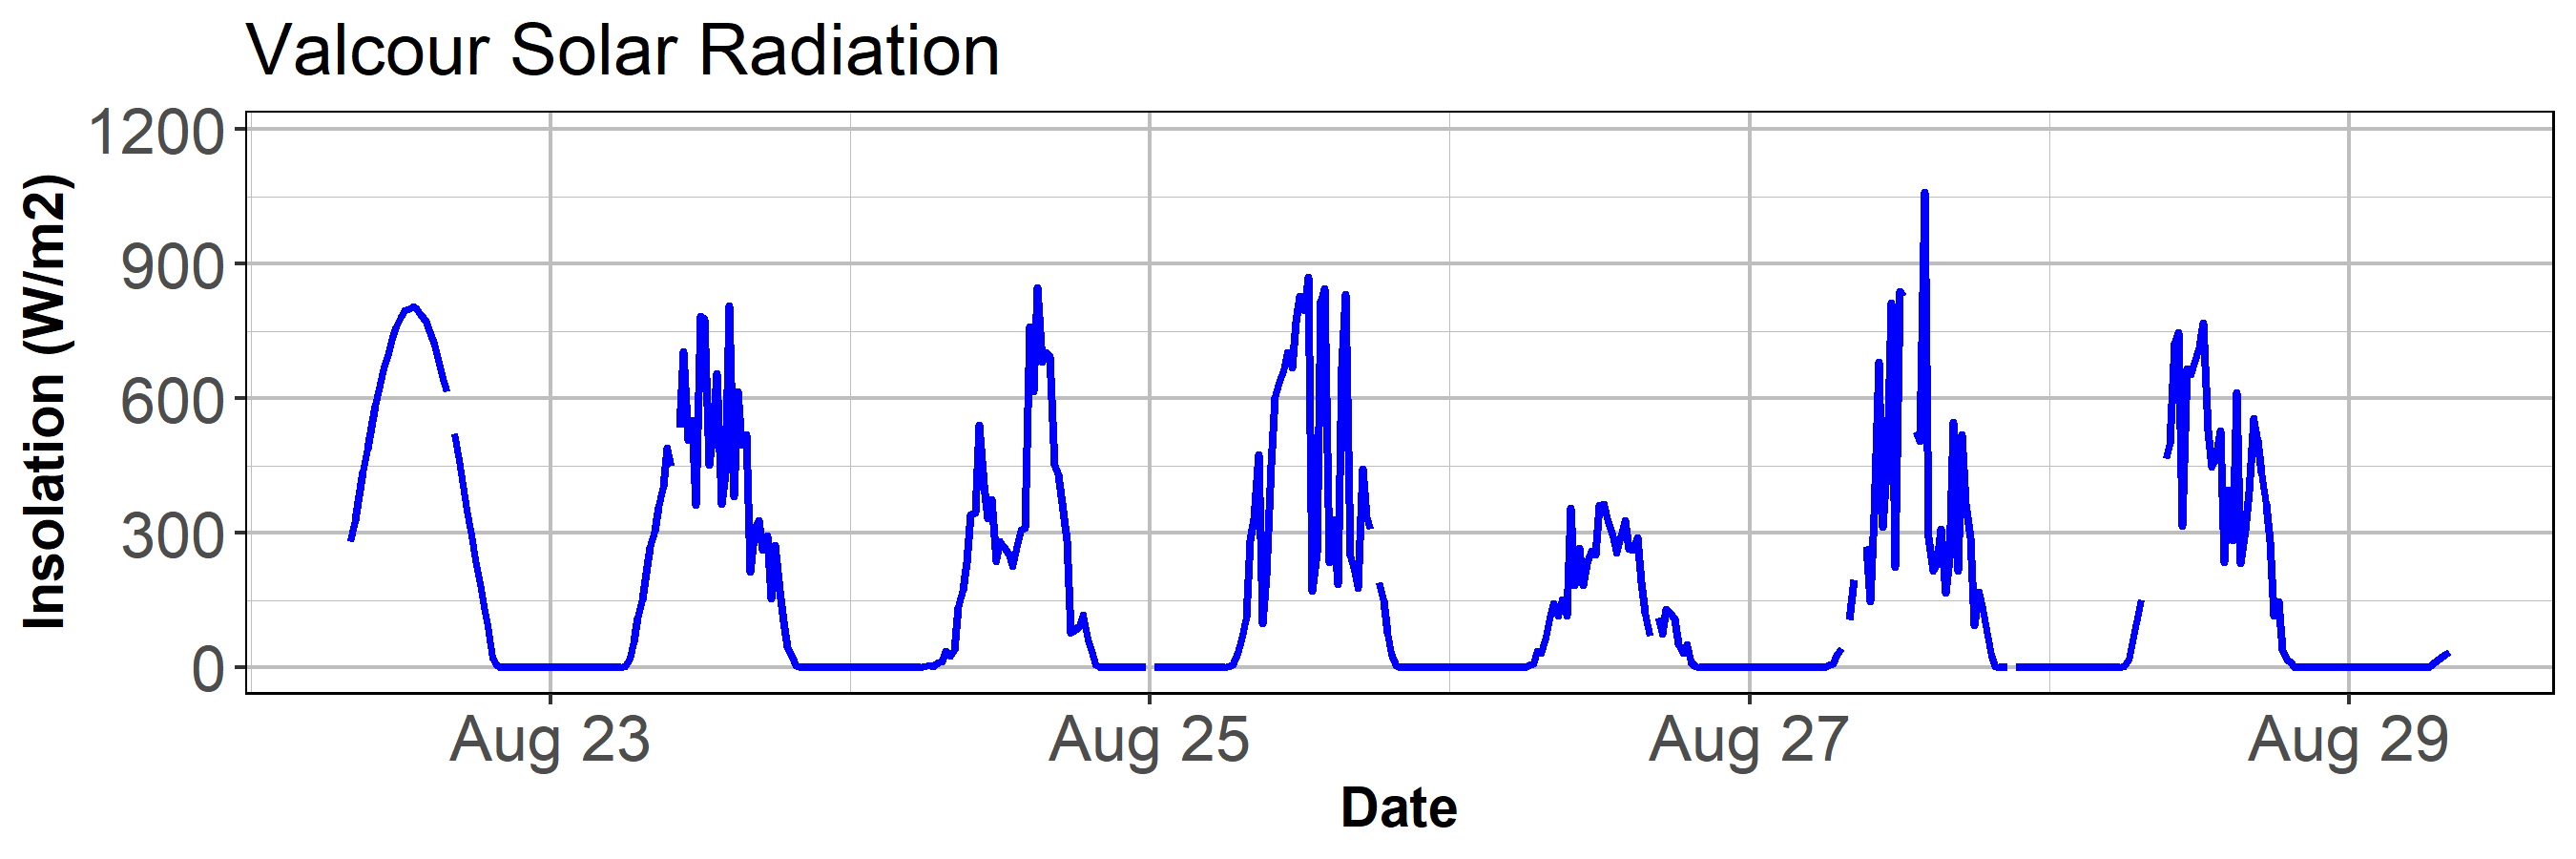 Valcour Solar Radiation
Insolation (W/m2)
1200
900
600
300
0
Aug 23
Aug 25
Aug 27
Aug 29
Date